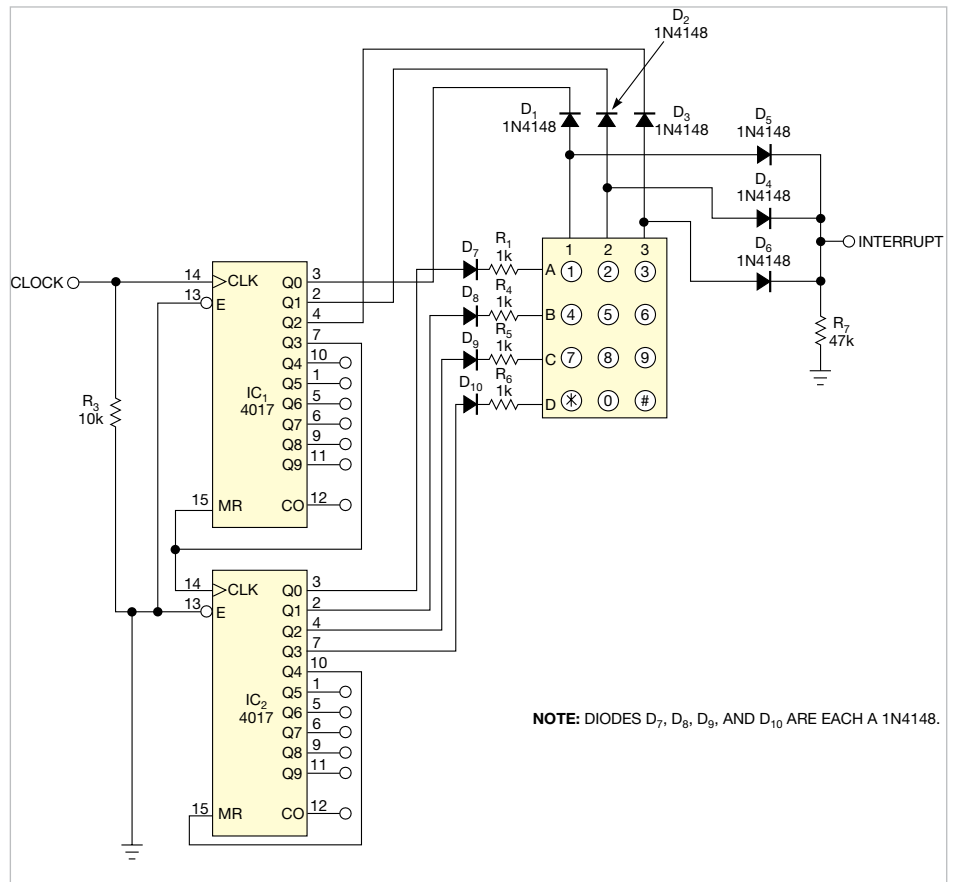 D2
1N4148
D1
1N4148
D3
1N4148
D5
1N4148
D4
1N4148
D6
1N4148
INTERRUPT
R7
47k
CLOCK
R3
10k
14 CLK
13 E
15 MR
IC1
4017
Q0 3
Q1 2
Q2 4
Q3 7
Q4 10
Q5 1
Q6 5
Q7 6
Q8 9
Q9 11
CO 12
D7
R1
1k
D8
R4
1k
D9
R5
1k
D10
R6
1k
1 2 3
A 1 2 3
B 4 5 6
C 7 8 9
D * 0 #
14 CLK
13 E
15 MR
IC2
4017
Q0 3
Q1 2
Q2 4
Q3 7
Q4 10
Q5 1
Q6 5
Q7 6
Q8 9
Q9 11
CO 12
NOTE: DIODES D7, D8, D9, AND D10 ARE EACH A 1N4148.